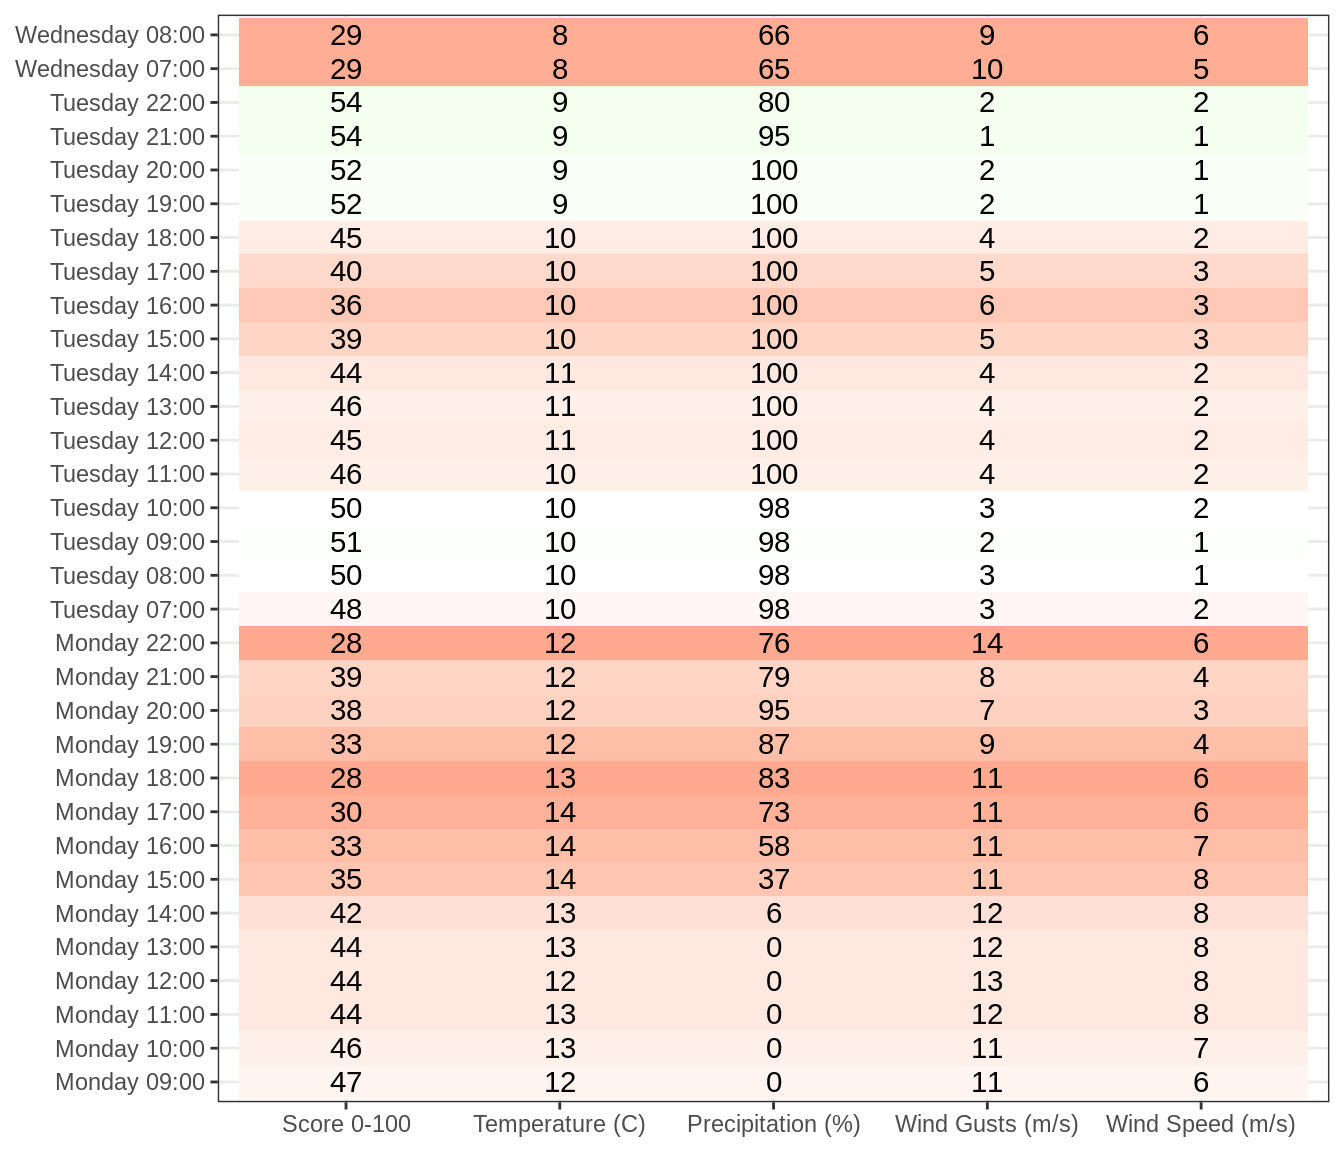 Wednesday 08:00 29 8 66 9 6
Wednesday 07:00 29 8 65 10 5
Tuesday 22:00 54 9 80 2 2
Tuesday 21:00 54 9 95 1 1
Tuesday 20:00 52 9 100 2 1
Tuesday 19:00 52 9 100 2 1
Tuesday 18:00 45 10 100 4 2
Tuesday 17:00 40 10 100 5 3
Tuesday 16:00 36 10 100 6 3
Tuesday 15:00 39 10 100 5 3
Tuesday 14:00 44 11 100 4 2
Tuesday 13:00 46 11 100 4 2
Tuesday 12:00 45 11 100 4 2
Tuesday 11:00 46 10 100 4 2
Tuesday 10:00 50 10 98 3 2
Tuesday 09:00 51 10 98 2 1
Tuesday 08:00 50 10 98 3 1
Tuesday 07:00 48 10 98 3 2
Monday 22:00 28 12 76 14 6
Monday 21:00 39 12 79 8 4
Monday 20:00 38 12 95 7 3
Monday 19:00 33 12 87 9 4
Monday 18:00 28 13 83 11 6
Monday 17:00 30 14 73 11 6
Monday 16:00 33 14 58 11 7
Monday 15:00 35 14 37 11 8
Monday 14:00 42 13 6 12 8
Monday 13:00 44 13 0 12 8
Monday 12:00 44 12 0 13 8
Monday 11:00 44 13 0 12 8
Monday 10:00 46 13 0 11 7
Monday 09:00 47 12 0 11 6
Score 0-100 Temperature (C) Precipitation (%) Wind Gusts (m/s) Wind Speed (m/s)